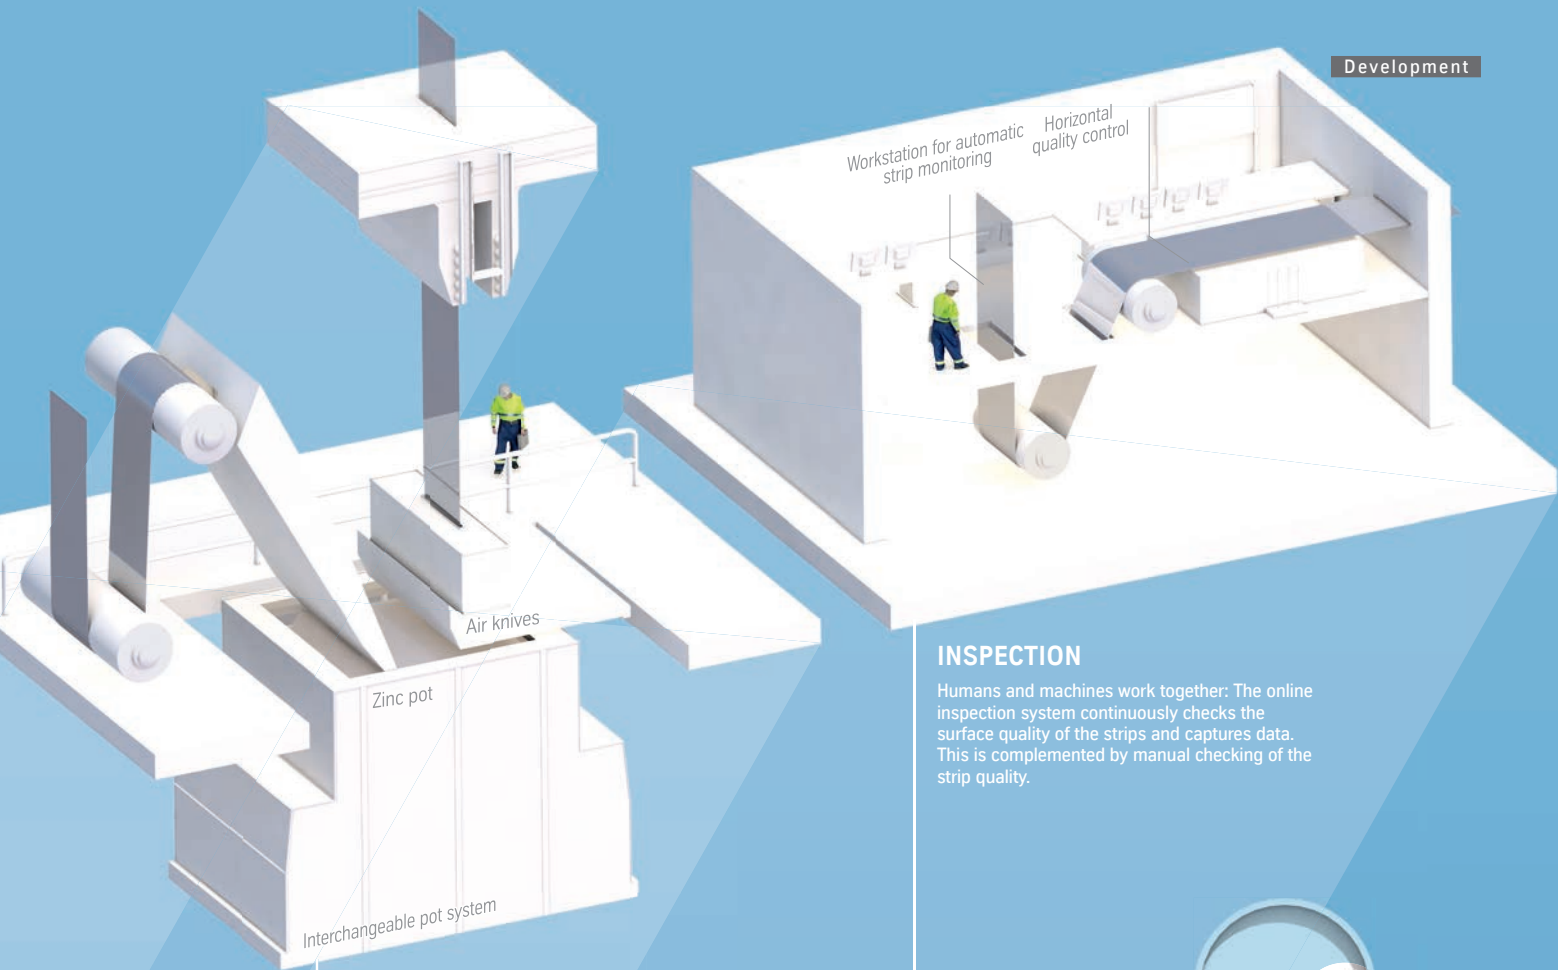 Development
Workstation for automatic
strip monitoring
Horizontal
quality control
Air knives
Zinc pot
Interchangeable pot system
INSPECTION
Humans and machines work together: The online
inspection system continuously checks the
surface quality of the strips and captures data.
This is complemented by manual checking of the
strip quality.